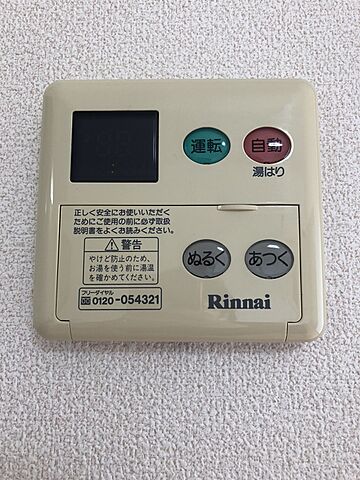 運転
自動
湯はり
正しく安全にお使いいただく
ためにご使用の前に必ず取扱
説明書をよくお読みください。
警告
やけど防止のため、
お湯を使う前に湯温
を確かめてください。
フリーダイヤル
0120-054321
ぬるく
あつく
Rinnai